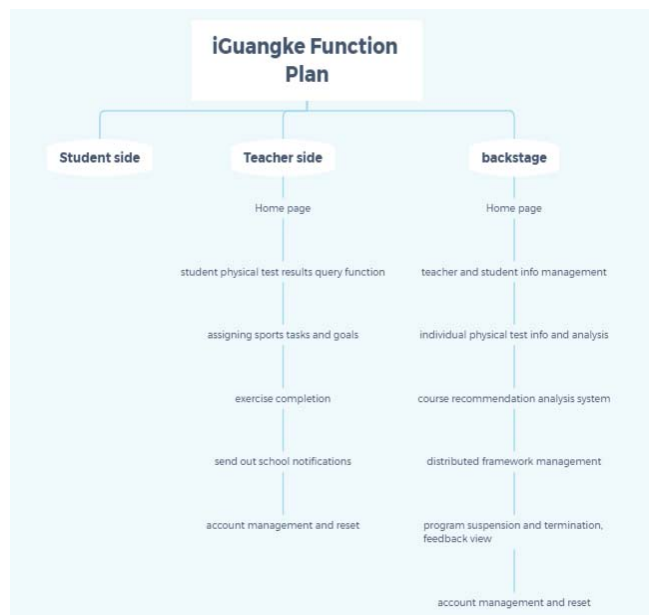 iGuangke Function
Plan
Student side
Teacher side
backstage
Home page
student physical test results query function
assigning sports tasks and goals
exercise completion
send out school notifications
account management and reset
Home page
teacher and student info management
individual physical test info and analysis
course recommendation analysis system
distributed framework management
program suspension and termination,
feedback view
account management and reset